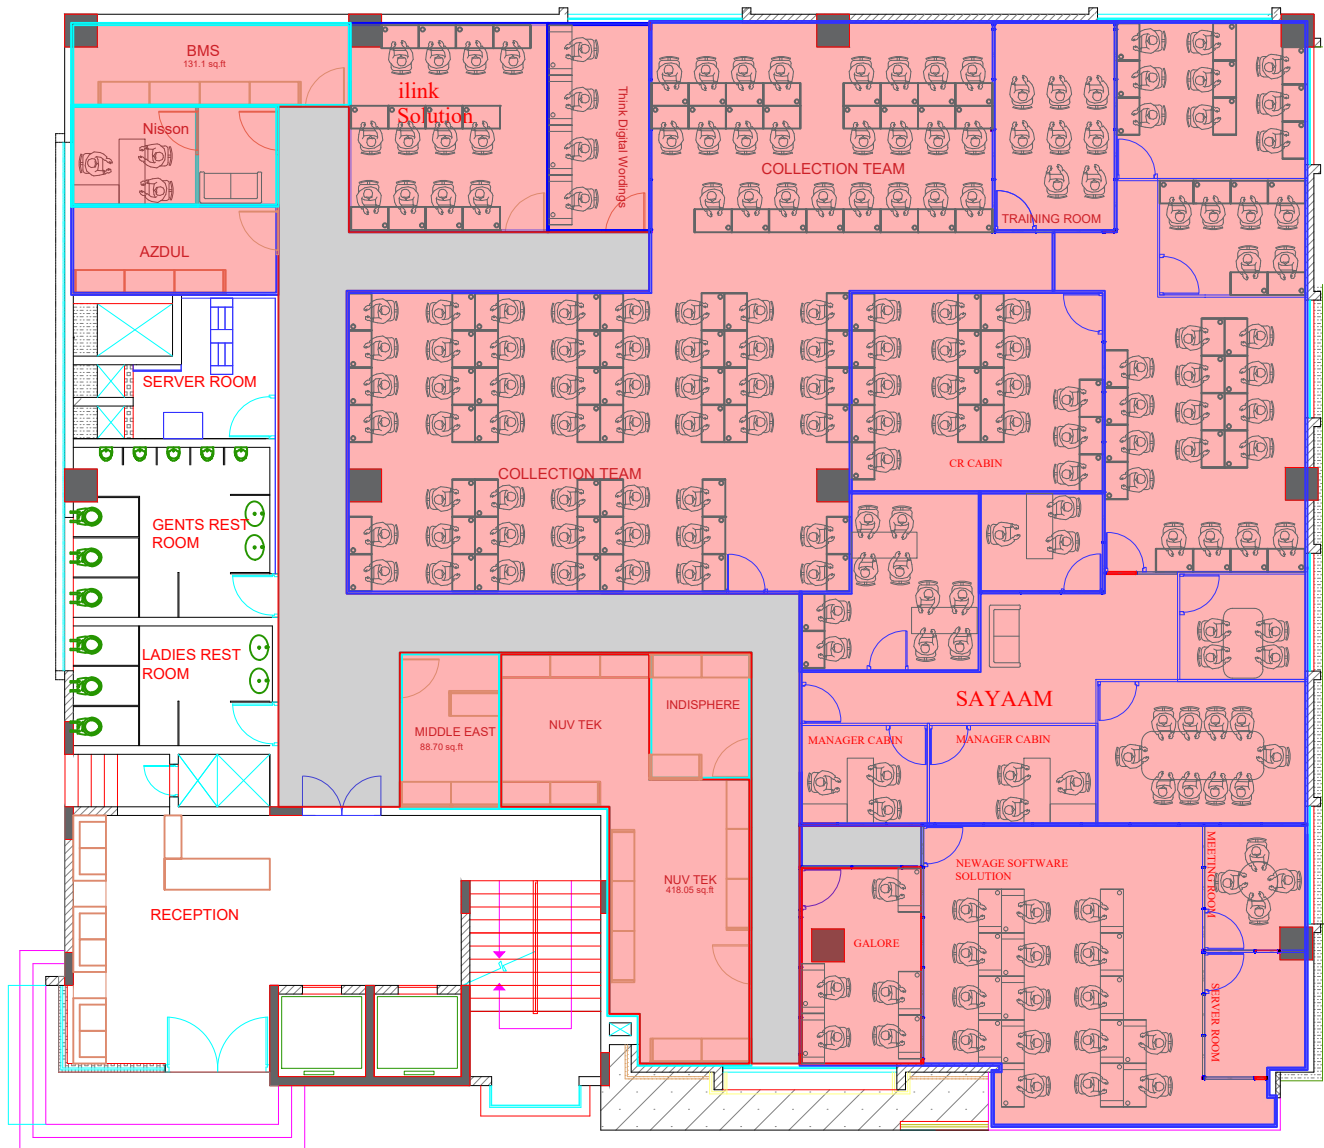 BMS
131.1 sq.ft
ilink
Solution
Think Digital Wordings
Nisson
COLLECTION TEAM
TRAINING ROOM
AZDUL
SERVER ROOM
COLLECTION TEAM
CR CABIN
GENTS REST
ROOM
LADIES REST
ROOM
SAYAAM
MIDDLE EAST
88.70 sq.ft
NUV TEK
INDISPHERE
MANAGER CABIN
MANAGER CABIN
NUV TEK
418.05 sq.ft
NEWAGE SOFTWARE
SOLUTION
MEETING ROOM
RECEPTION
GALORE
SERVER ROOM